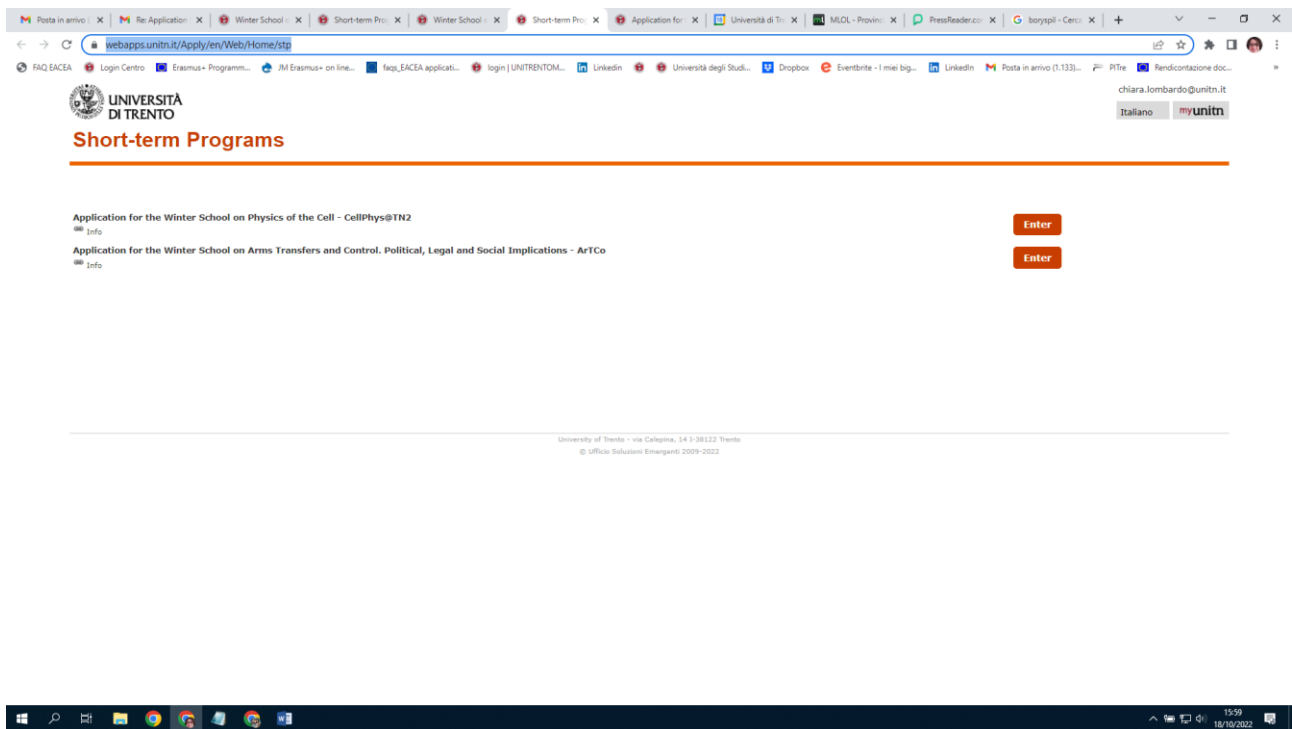 Posta in arrivo (
Re: Application
Winter School o
Short-term Prog
Winter School o
Short-term Pro
Application for
Università di Tr
MLOL - Provinc
PressReader.co
boryspil - Cerca
webapps.unitn.it/Apply/en/Web/Home/stp
FAQ EACEA
Login Centro
Erasmus+ Programm...
JM Erasmus+ on line...
faqs_EACEA applicati...
login | UNITRENTOM...
Linkedin
Università degli Studi...
Dropbox
Eventbrite - I miei big...
LinkedIn
Posta in arrivo (1.133)...
PITre
Rendicontazione doc...
»
UNIVERSITÀ
DI TRENTO
chiara.lombardo@unitn.it
Italiano
myunitn
Short-term Programs
Application for the Winter School on Physics of the Cell - CellPhys@TN2
Info
Enter
Application for the Winter School on Arms Transfers and Control. Political, Legal and Social Implications - ArTCo
Info
Enter
University of Trento - via Calepina, 14 I-38122 Trento
© Ufficio Soluzioni Emergenti 2009-2022
15:59
18/10/2022